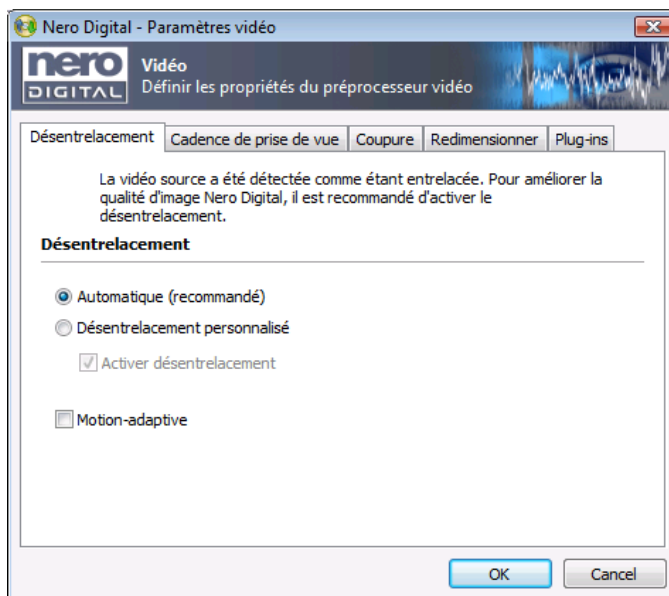 Nero Digital - Paramètres vidéo
nero
DIGITAL
Vidéo
Définir les propriétés du préprocesseur vidéo
Désentrelacement Cadence de prise de vue Coupure Redimensionner Plug-ins
La vidéo source a été détectée comme étant entrelacée. Pour améliorer la
qualité d'image Nero Digital, il est recommandé d'activer le
désentrelacement.
Désentrelacement
Automatique (recommandé)
Désentrelacement personnalisé
Activer désentrelacement
Motion-adaptive
OK Cancel